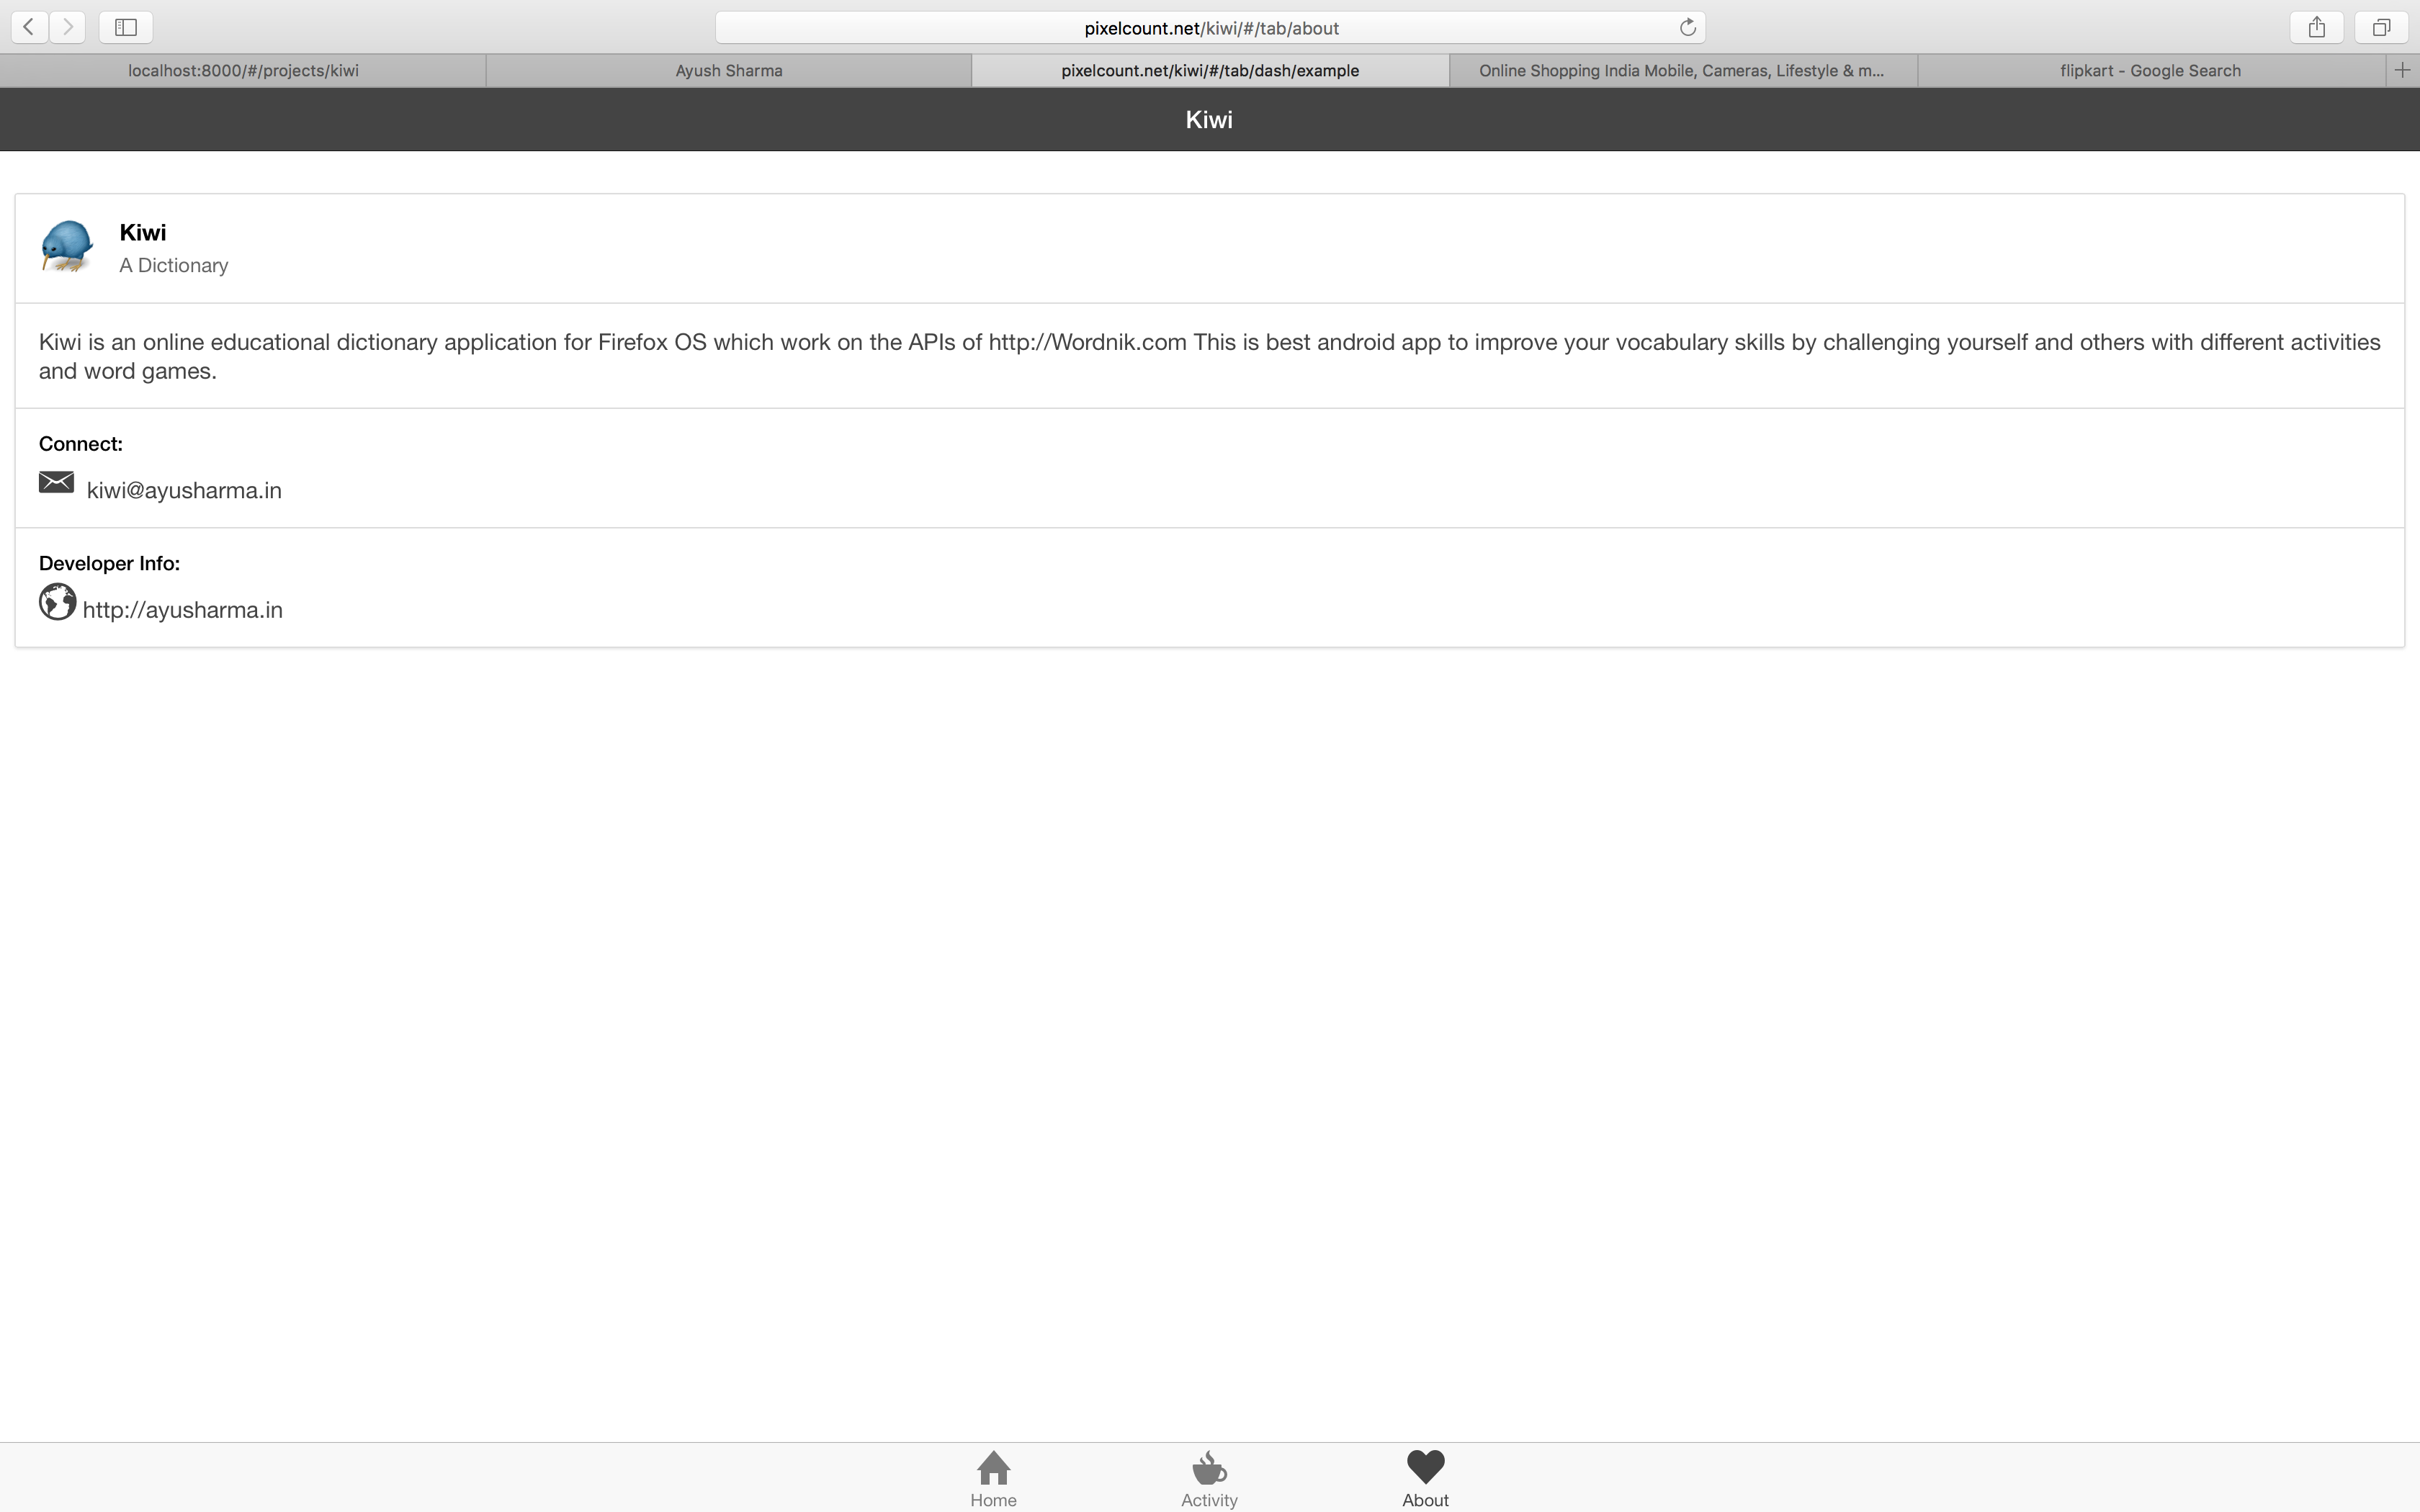 pixelcount.net/kiwi/#/tab/about
localhost:8000/#/projects/kiwi
Ayush Sharma
pixelcount.net/kiwi/#/tab/dash/example
Online Shopping India Mobile, Cameras, Lifestyle & m...
flipkart - Google Search
Kiwi
Kiwi
A Dictionary
Kiwi is an online educational dictionary application for Firefox OS which work on the APIs of http://Wordnik.com This is best android app to improve your vocabulary skills by challenging yourself and others with different activities
and word games.
Connect:
kiwi@ayusharma.in
Developer Info:
http://ayusharma.in
Home
Activity
About